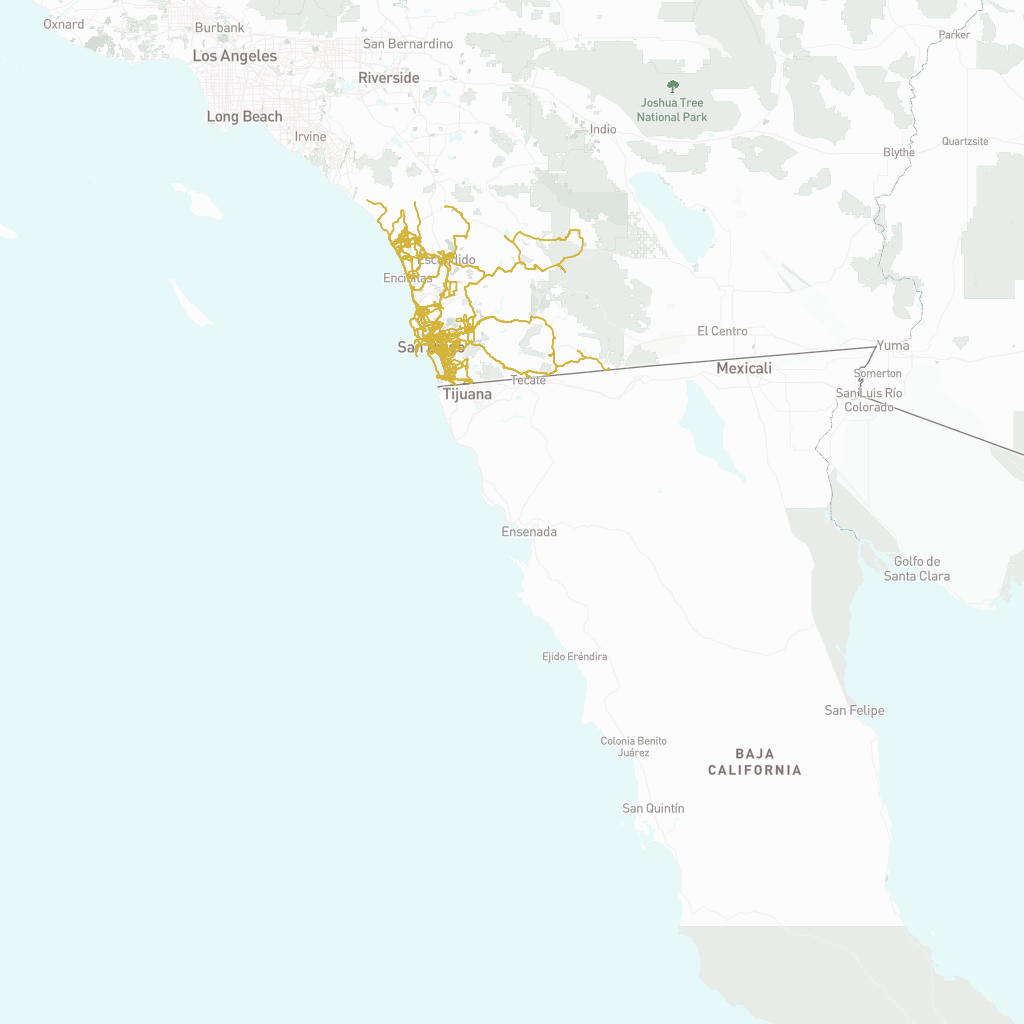 Oxnard
Burbank
Los Angeles
San Bernardino
Riverside
Long Beach
Irvine
Joshua Tree
National Park
Indio
Parker
Quartzsite
Blythe
Escondido
Encinitas
San Diego
Tecate
Tijuana
El Centro
Mexicali
Yuma
Somerton
San Luis Río
Colorado
Ensenada
Golfo de
Santa Clara
Ejido Eréndira
San Felipe
Colonia Benito
Juárez
BAJA
CALIFORNIA
San Quintín